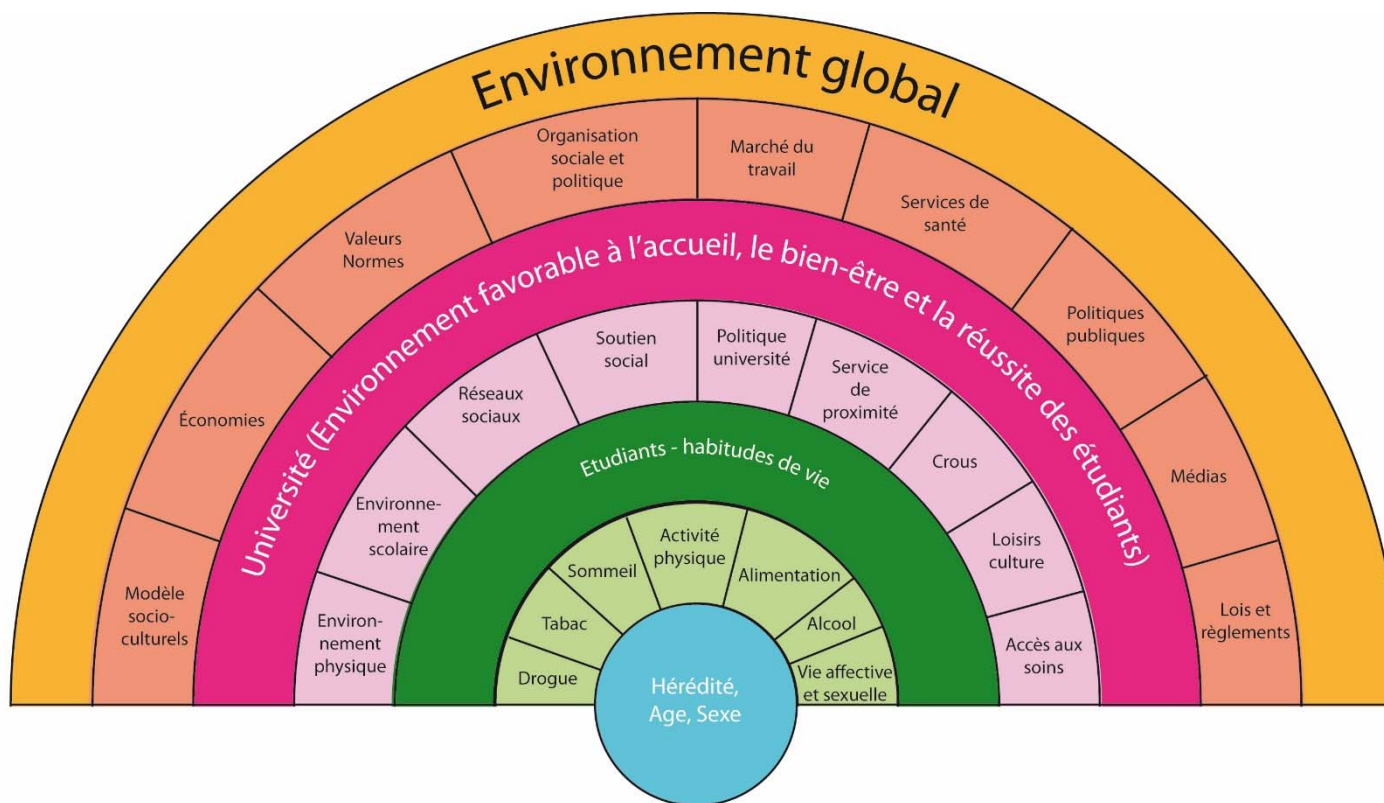 Environnement global
Modèle
socio-
culturels
Économies
Valeurs
Normes
Organisation
sociale et
politique
Marché du
travail
Services de
santé
Politiques
publiques
Médias
Lois et
règlements
Université (Environnement favorable à l'accueil, le bien-être et la réussite des étudiants)
Environ-
nement
physique
Environne-
ment
scolaire
Réseaux
sociaux
Soutien
social
Politique
université
Service
de
proximité
Crous
Loisirs
culture
Accès aux
soins
Etudiants - habitudes de vie
Drogue
Tabac
Sommeil
Activité
physique
Alimentation
Alcool
Vie affective
et sexuelle
Hérédité,
Age, Sexe